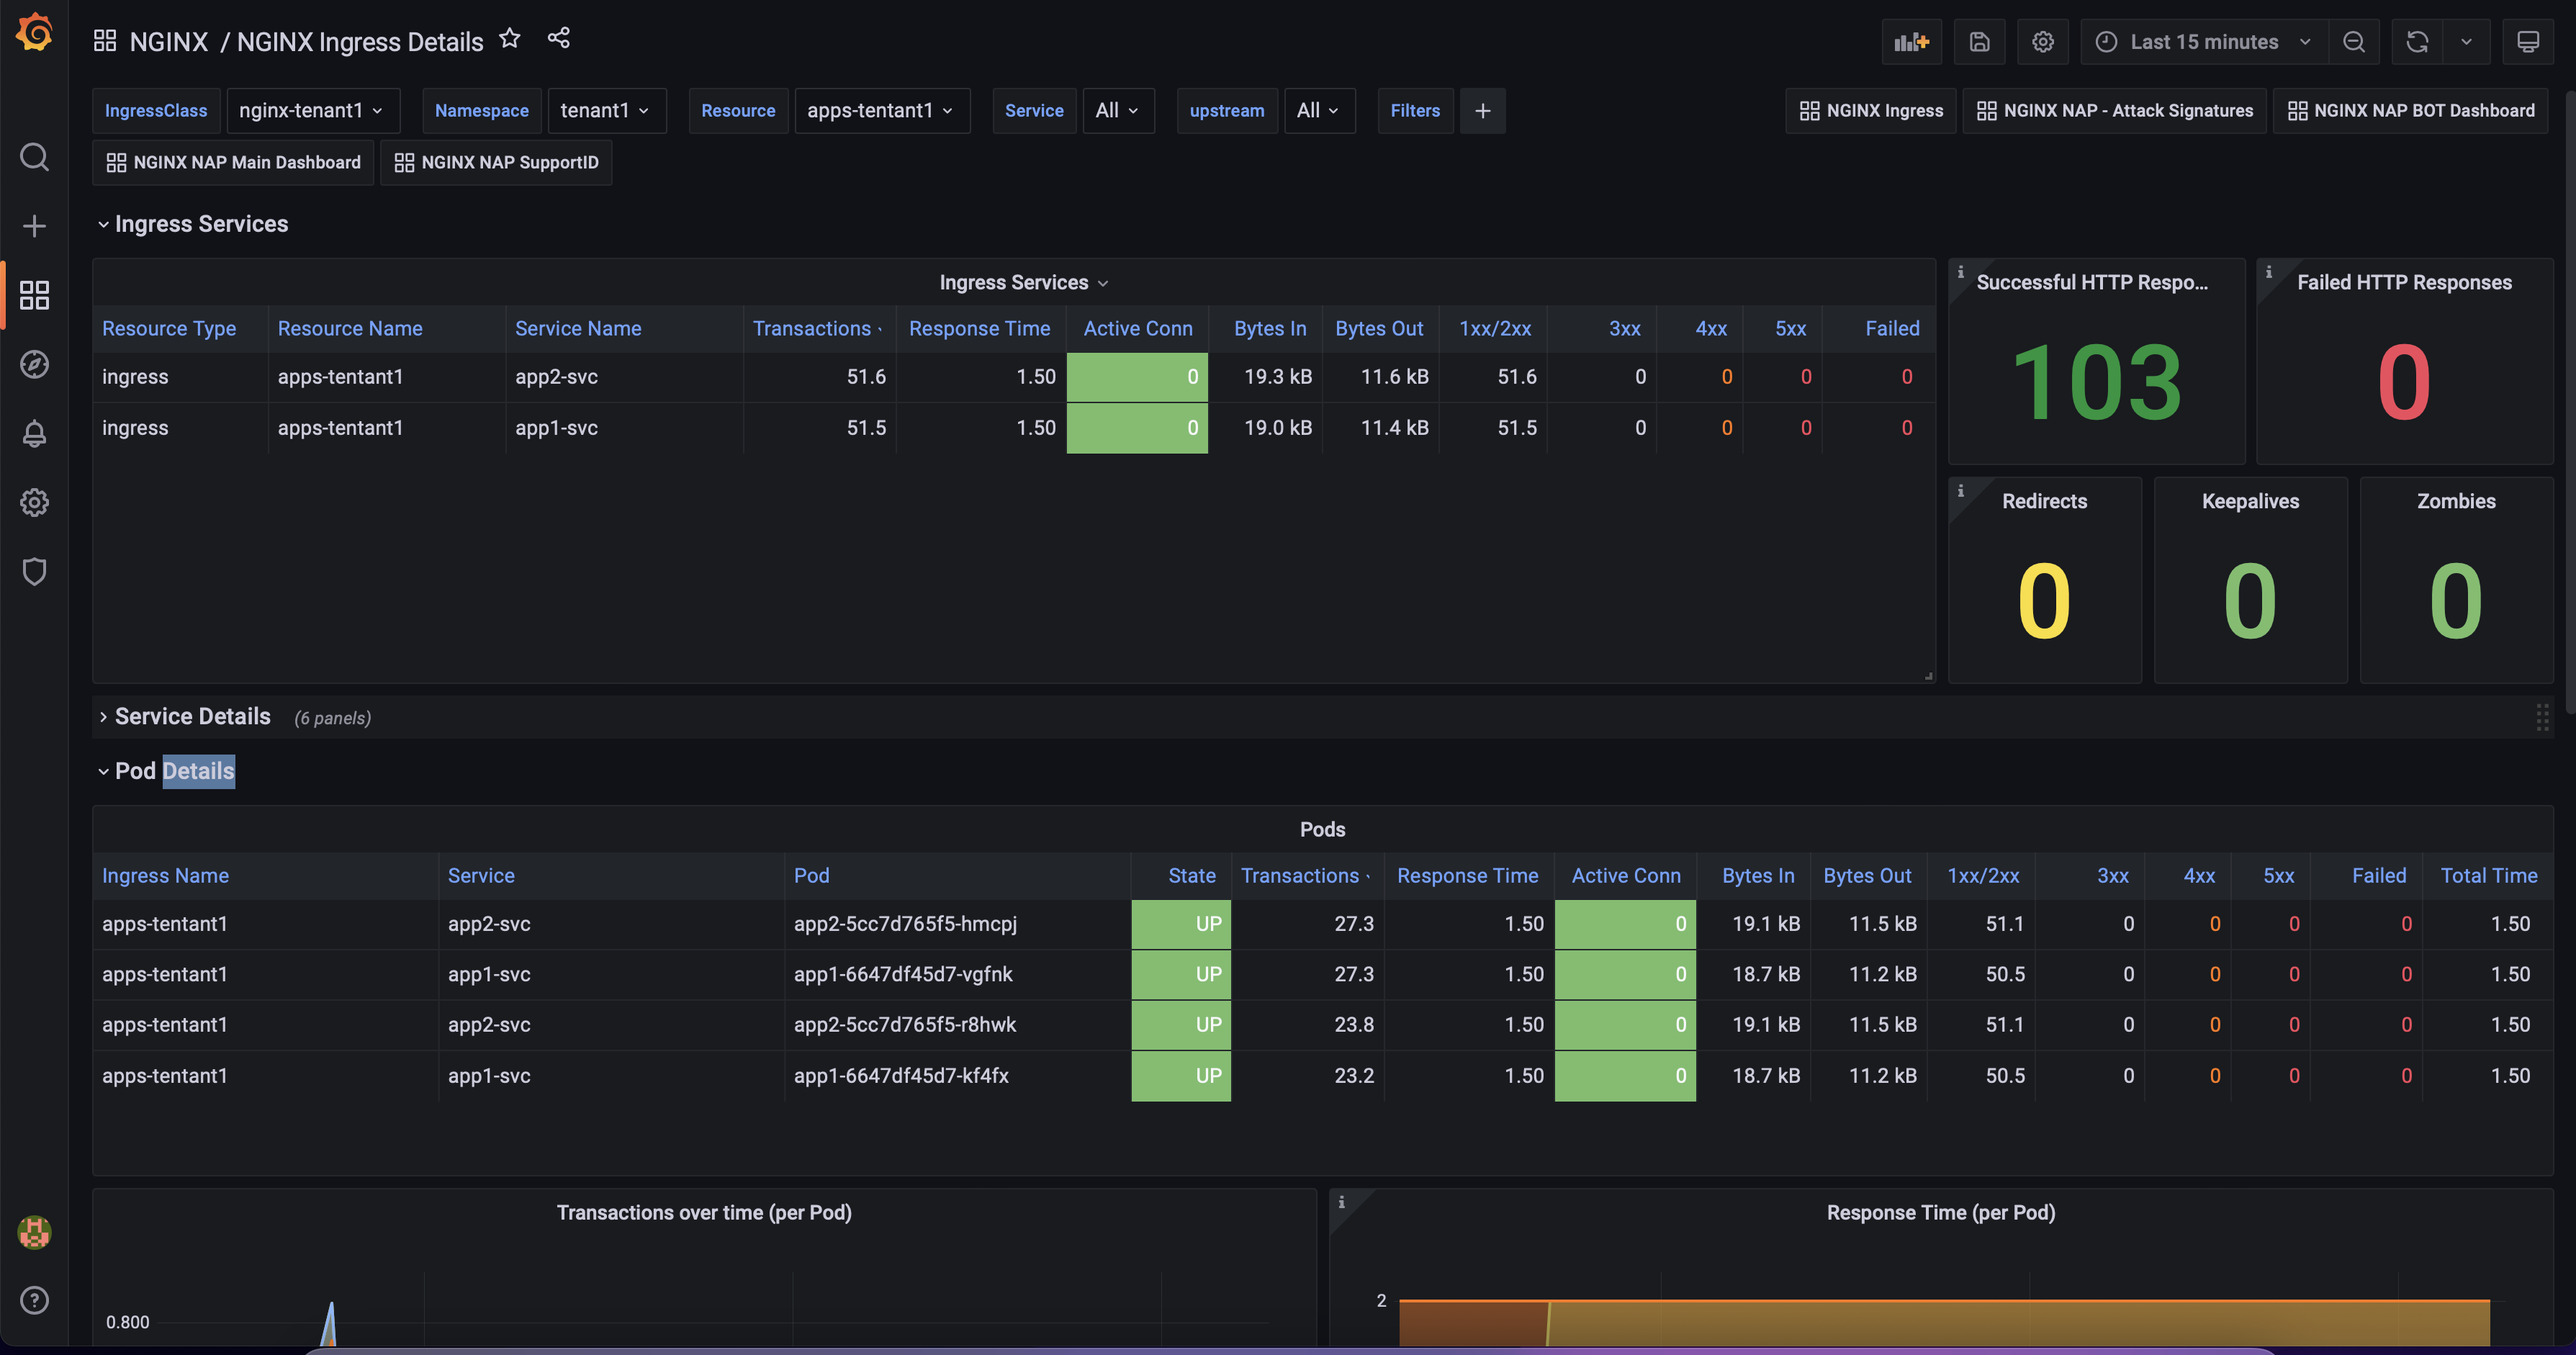 NGINX / NGINX Ingress Details
Last 15 minutes
IngressClass nginx-tenant1 Namespace tenant1 Resource apps-tentant1 Service All upstream All Filters NGINX Ingress NGINX NAP - Attack Signatures NGINX NAP BOT Dashboard
NGINX NAP Main Dashboard NGINX NAP SupportID
Ingress Services
Ingress Services
Resource Type Resource Name Service Name Transactions Response Time Active Conn Bytes In Bytes Out 1xx/2xx 3xx 4xx 5xx Failed
ingress apps-tentant1 app2-svc 51.6 1.50 0 19.3 kB 11.6 kB 51.6 0 0 0 0
ingress apps-tentant1 app1-svc 51.5 1.50 0 19.0 kB 11.4 kB 51.5 0 0 0 0
Successful HTTP Respo...
103
Failed HTTP Responses
0
Redirects
0
Keepalives
0
Zombies
0
Service Details (6 panels)
Pod Details
Pods
Ingress Name Service Pod State Transactions Response Time Active Conn Bytes In Bytes Out 1xx/2xx 3xx 4xx 5xx Failed Total Time
apps-tentant1 app2-svc app2-5cc7d765f5-hmcpj UP 27.3 1.50 0 19.1 kB 11.5 kB 51.1 0 0 0 0 1.50
apps-tentant1 app1-svc app1-6647df45d7-vgfnk UP 27.3 1.50 0 18.7 kB 11.2 kB 50.5 0 0 0 0 1.50
apps-tentant1 app2-svc app2-5cc7d765f5-r8hwk UP 23.8 1.50 0 19.1 kB 11.5 kB 51.1 0 0 0 0 1.50
apps-tentant1 app1-svc app1-6647df45d7-kf4fx UP 23.2 1.50 0 18.7 kB 11.2 kB 50.5 0 0 0 0 1.50
Transactions over time (per Pod)
0.800
Response Time (per Pod)
2